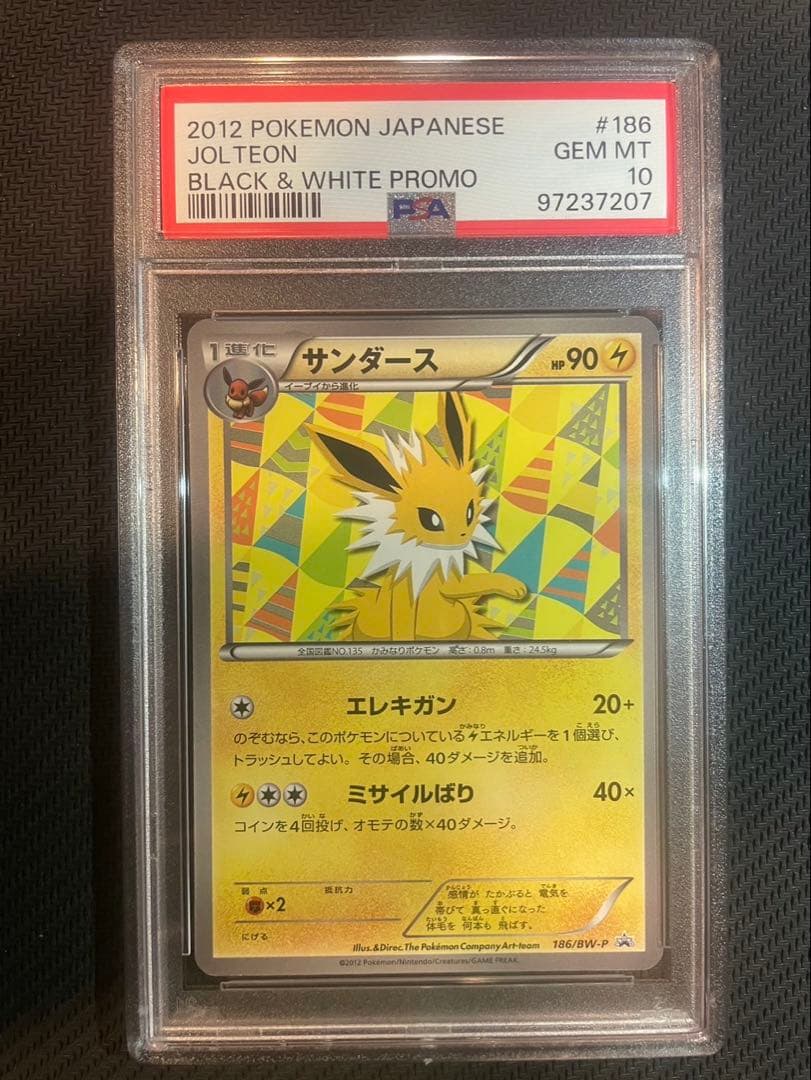 2012 POKEMON JAPANESE #186
JOLTEON GEM MT
BLACK & WHITE PROMO 10
PSA 97237207
1進化 サンダース HP90
イーブイから進化
全国図鑑NO.135 かみなりポケモン 高さ:0.8m 重さ:24.5kg
エレキガン 20+
のぞむなら、このポケモンについているエネルギーを1個選び、
トラッシュしてよい。その場合、40ダメージを追加。
ミサイルばり 40×
コインを4回投げ、オモテの数×40ダメージ。
弱点 抵抗力
×2
にげる
感情が たかぶると 電気を
帯びて 真っ直ぐになった
体毛を 何本も 飛ばす。
Illus.&Direc.The Pokémon Company Art-team 186/BW-P
©2012 Pokémon/Nintendo/Creatures/GAME FREAK.